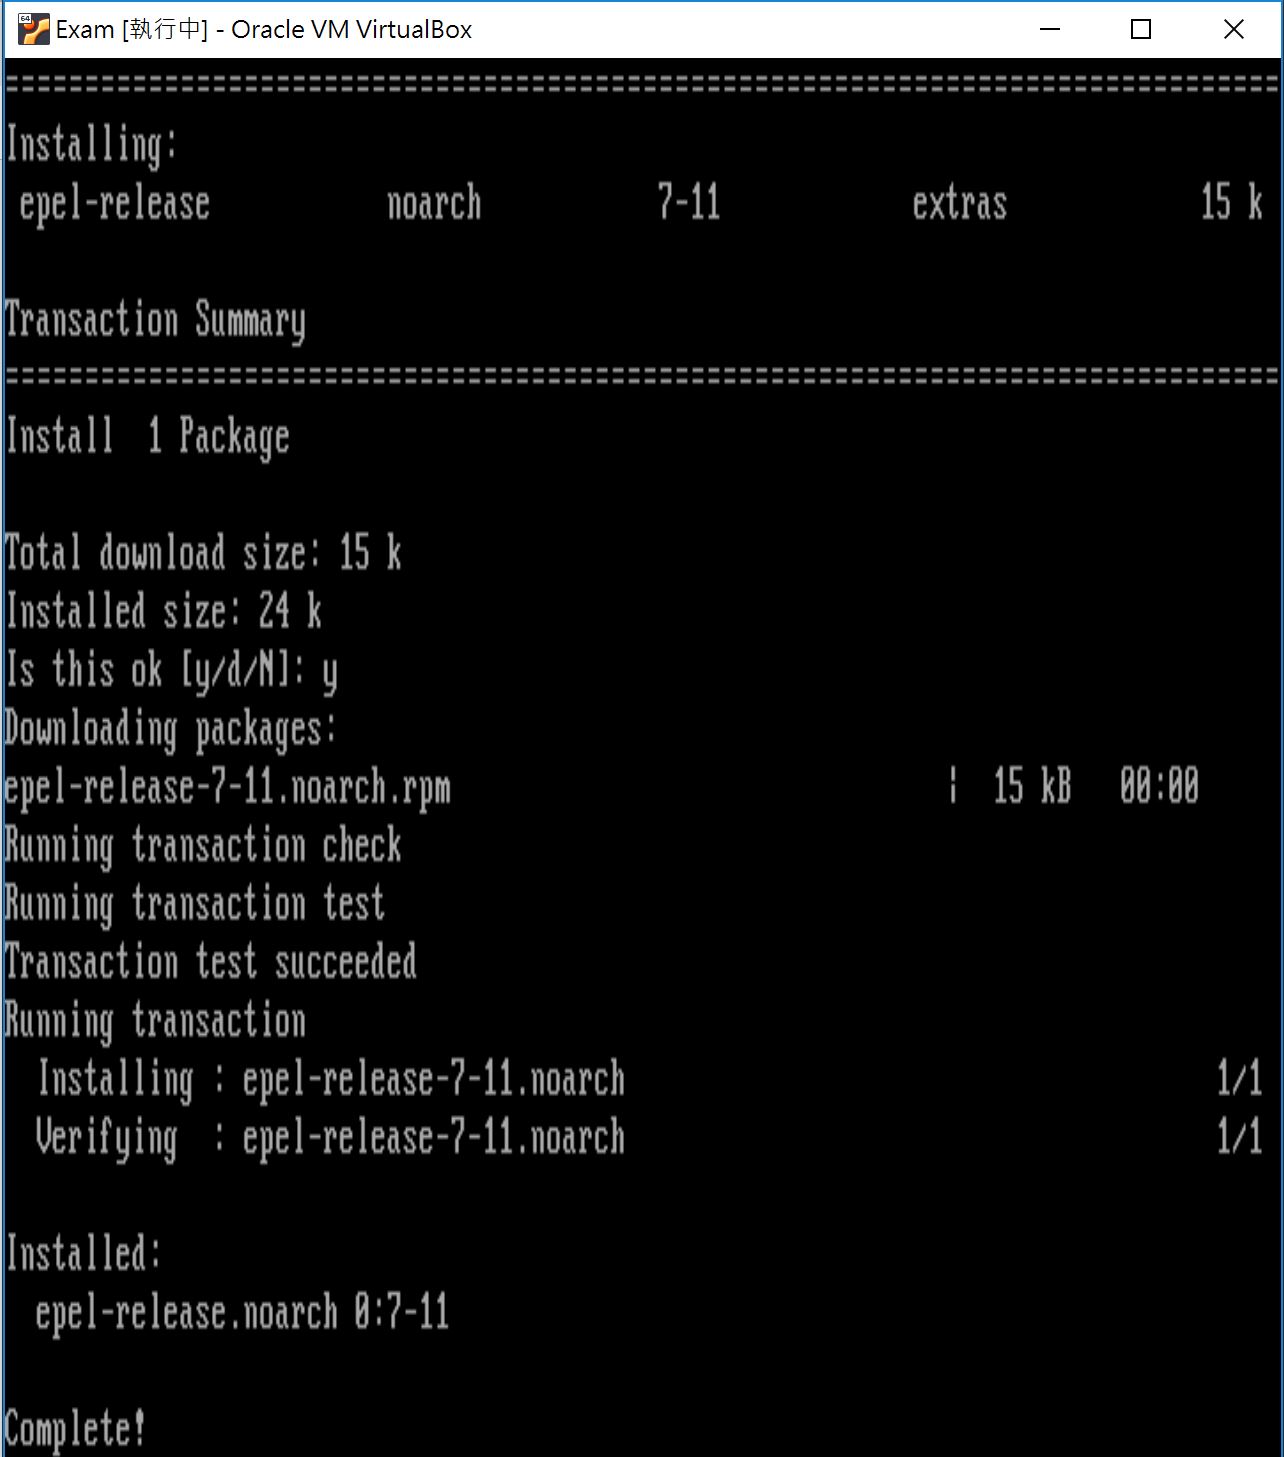 64
Exam [執行中] - Oracle VM VirtualBox
================================================================================
Installing:
 epel-release           noarch           7-11            extras            15 k

Transaction Summary
================================================================================
Install  1 Package

Total download size: 15 k
Installed size: 24 k
Is this ok [y/d/N]: y
Downloading packages:
epel-release-7-11.noarch.rpm                               |  15 kB   00:00
Running transaction check
Running transaction test
Transaction test succeeded
Running transaction
  Installing : epel-release-7-11.noarch                                     1/1
  Verifying  : epel-release-7-11.noarch                                     1/1

Installed:
  epel-release.noarch 0:7-11

Complete!